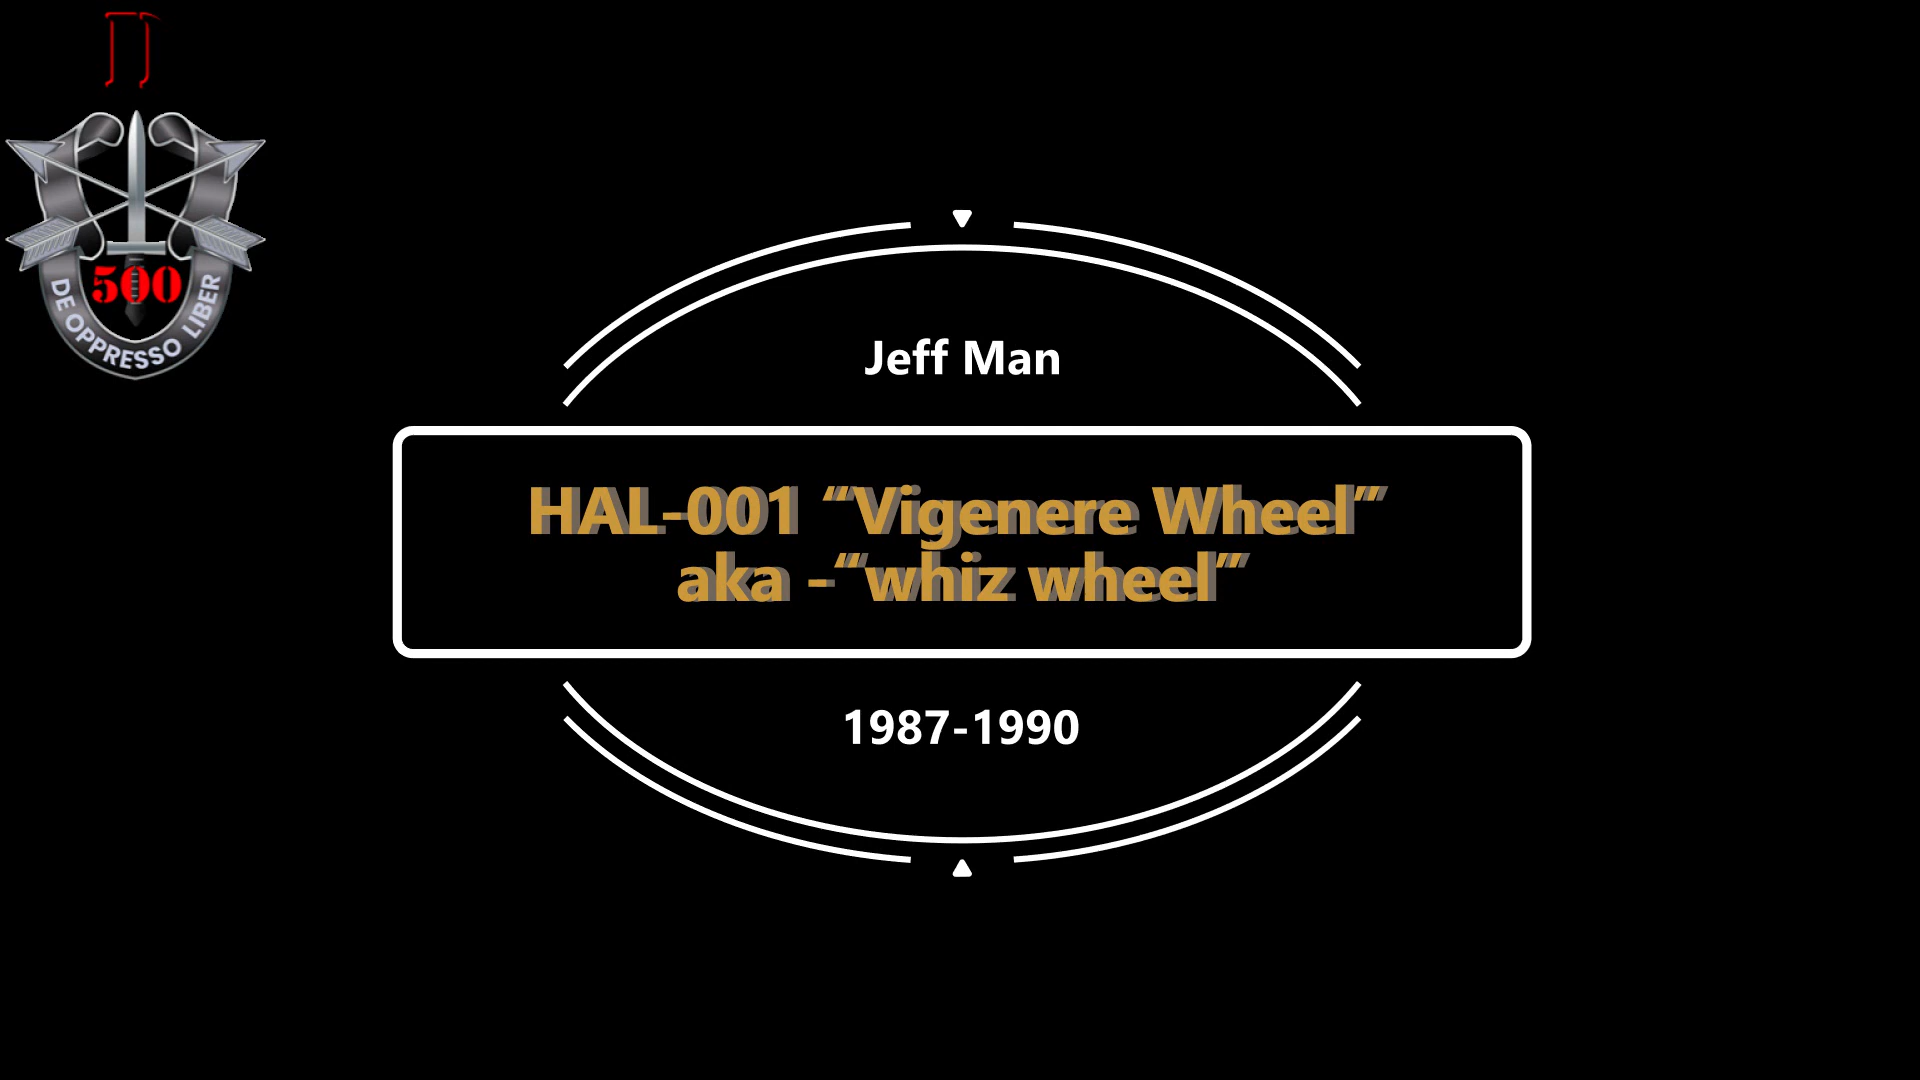 500
DE OPPRESSO LIBER
Jeff Man
HAL-001 “Vigenere Wheel”
aka -“whiz wheel”
1987-1990